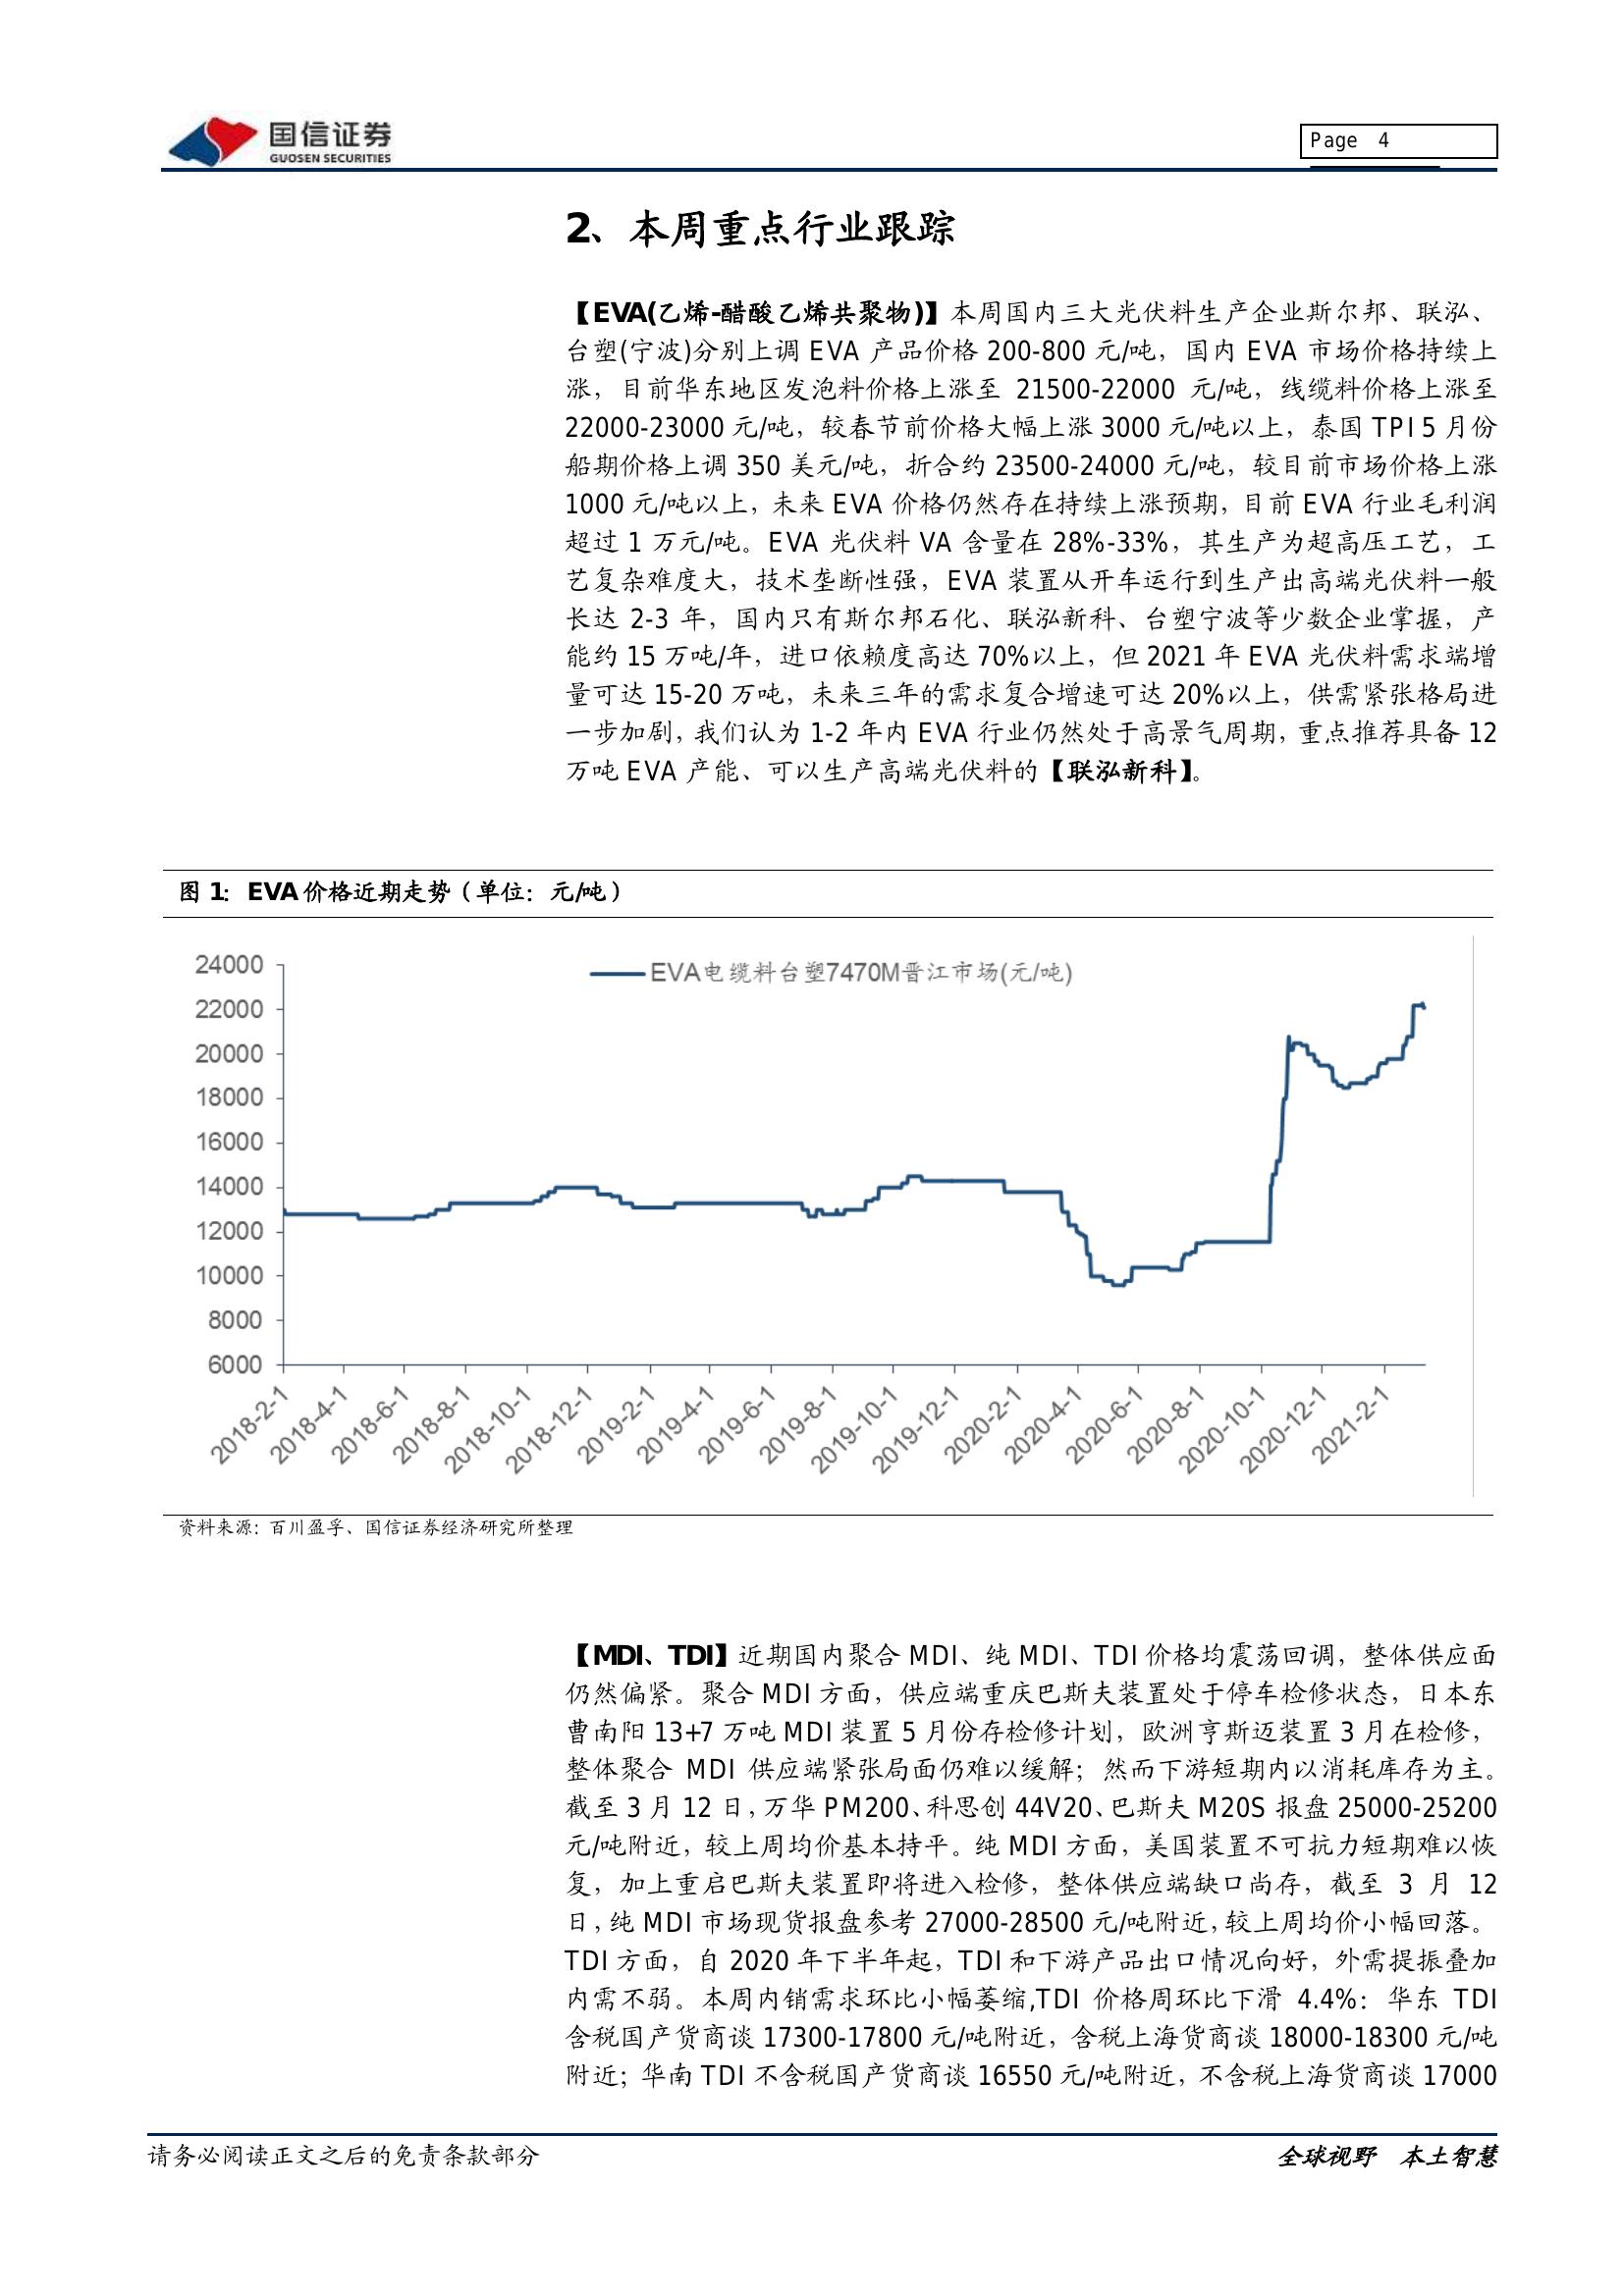 国信证券
GUOSEN SECURITIES
Page 4
2、本周重点行业跟踪
【EVA(乙烯-醋酸乙烯共聚物)】本周国内三大光伏料生产企业斯尔邦、联泓、
台塑(宁波)分别上调 EVA 产品价格 200-800 元/吨，国内 EVA 市场价格持续上
涨，目前华东地区发泡料价格上涨至 21500-22000 元/吨，线缆料价格上涨至
22000-23000 元/吨，较春节前价格大幅上涨 3000 元/吨以上，泰国 TPI 5 月份
船期价格上调 350 美元/吨，折合约 23500-24000 元/吨，较目前市场价格上涨
1000 元/吨以上，未来 EVA 价格仍然存在持续上涨预期，目前 EVA 行业毛利润
超过 1 万元/吨。EVA 光伏料 VA 含量在 28%-33%，其生产为超高压工艺，工
艺复杂难度大，技术垄断性强，EVA 装置从开车运行到生产出高端光伏料一般
长达 2-3 年，国内只有斯尔邦石化、联泓新科、台塑宁波等少数企业掌握，产
能约 15 万吨/年，进口依赖度高达 70%以上，但 2021 年 EVA 光伏料需求端增
量可达 15-20 万吨，未来三年的需求复合增速可达 20%以上，供需紧张格局进
一步加剧，我们认为 1-2 年内 EVA 行业仍然处于高景气周期，重点推荐具备 12
万吨 EVA 产能、可以生产高端光伏料的【联泓新科】。
图 1：EVA 价格近期走势（单位：元/吨）
EVA电缆料台塑7470M晋江市场(元/吨)
24000
22000
20000
18000
16000
14000
12000
10000
8000
6000
2018-2-1
2018-4-1
2018-6-1
2018-8-1
2018-10-1
2018-12-1
2019-2-1
2019-4-1
2019-6-1
2019-8-1
2019-10-1
2019-12-1
2020-2-1
2020-4-1
2020-6-1
2020-8-1
2020-10-1
2020-12-1
2021-2-1
资料来源：百川盈孚、国信证券经济研究所整理
【MDI、TDI】近期国内聚合 MDI、纯 MDI、TDI 价格均震荡回调，整体供应面
仍然偏紧。聚合 MDI 方面，供应端重庆巴斯夫装置处于停车检修状态，日本东
曹南阳 13+7 万吨 MDI 装置 5 月份存检修计划，欧洲亨斯迈装置 3 月在检修，
整体聚合 MDI 供应端紧张局面仍难以缓解；然而下游短期内以消耗库存为主。
截至 3 月 12 日，万华 PM200、科思创 44V20、巴斯夫 M20S 报盘 25000-25200
元/吨附近，较上周均价基本持平。纯 MDI 方面，美国装置不可抗力短期难以恢
复，加上重启巴斯夫装置即将进入检修，整体供应端缺口尚存，截至 3 月 12
日，纯 MDI 市场现货报盘参考 27000-28500 元/吨附近，较上周均价小幅回落。
TDI 方面，自 2020 年下半年起，TDI 和下游产品出口情况向好，外需提振叠加
内需不弱。本周内销需求环比小幅萎缩,TDI 价格周环比下滑 4.4%：华东 TDI
含税国产货商谈 17300-17800 元/吨附近，含税上海货商谈 18000-18300 元/吨
附近；华南 TDI 不含税国产货商谈 16550 元/吨附近，不含税上海货商谈 17000
请务必阅读正文之后的免责条款部分
全球视野 本土智慧